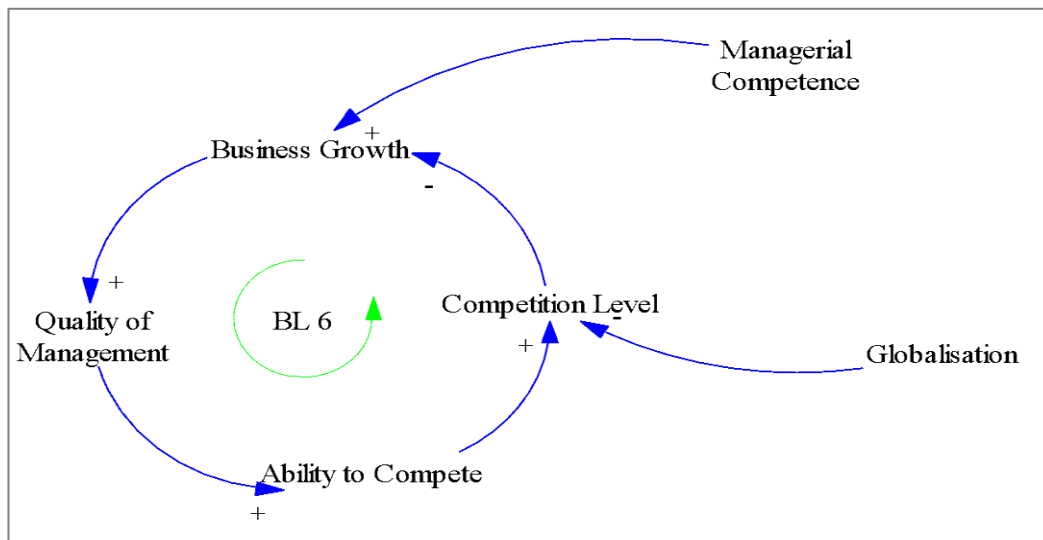 Managerial
Competence
+
Business Growth
-
+
Quality of
Management
BL 6
Competition Level
-
+
Globalisation
Ability to Compete
+